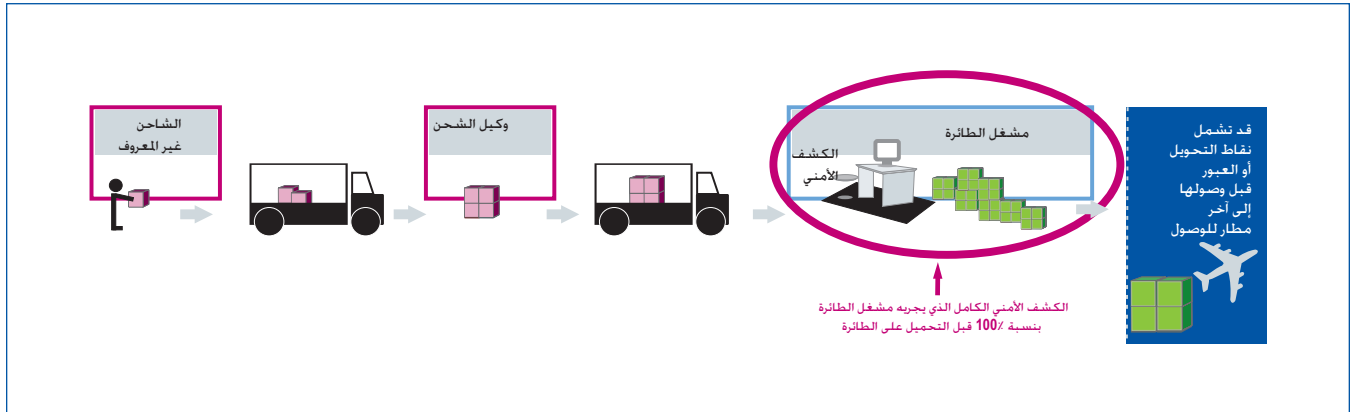 الشاحن
غير المعروف
وكيل الشحن
مشغل الطائرة
الكشف
الأمني
قد تشمل
نقاط التحويل
أو العبور
قبل وصولها
إلى آخر
مطار للوصول
الكشف الأمني الكامل الذي يجريه مشغل الطائرة
بنسبة 100٪ قبل التحميل على الطائرة